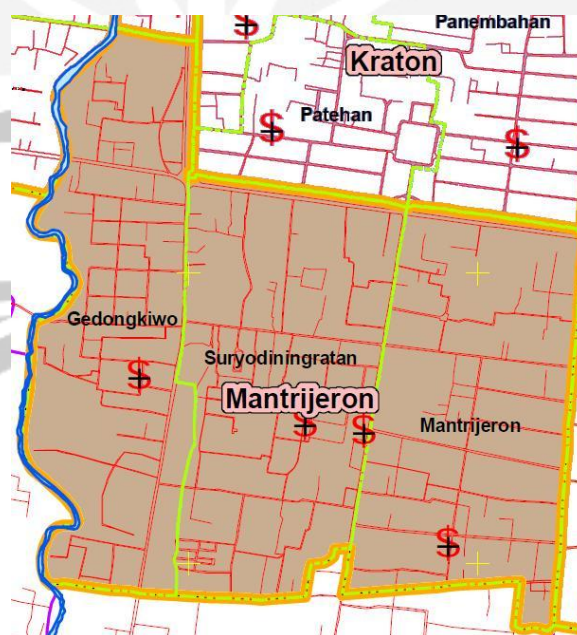 Panembahan
Kraton
Patehan
Gedongkiwo
Suryodiningratan
Mantrijeron
Mantrijeron